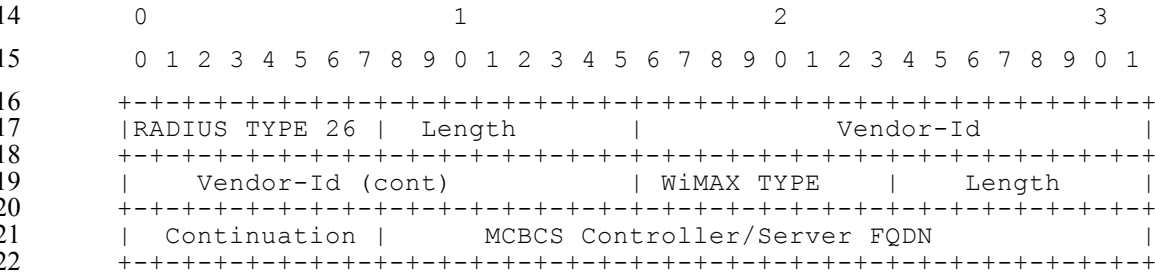 14 0                   1                   2                   3
15 0 1 2 3 4 5 6 7 8 9 0 1 2 3 4 5 6 7 8 9 0 1 2 3 4 5 6 7 8 9 0 1
16 +-+-+-+-+-+-+-+-+-+-+-+-+-+-+-+-+-+-+-+-+-+-+-+-+-+-+-+-+-+-+-+-+
17 |RADIUS TYPE 26 |  Length       |            Vendor-Id          |
18 +-+-+-+-+-+-+-+-+-+-+-+-+-+-+-+-+-+-+-+-+-+-+-+-+-+-+-+-+-+-+-+-+
19 |    Vendor-Id (cont)           | WiMAX TYPE    |    Length     |
20 +-+-+-+-+-+-+-+-+-+-+-+-+-+-+-+-+-+-+-+-+-+-+-+-+-+-+-+-+-+-+-+-+
21 |  Continuation |      MCBCS Controller/Server FQDN             |
22 +-+-+-+-+-+-+-+-+-+-+-+-+-+-+-+-+-+-+-+-+-+-+-+-+-+-+-+-+-+-+-+-+